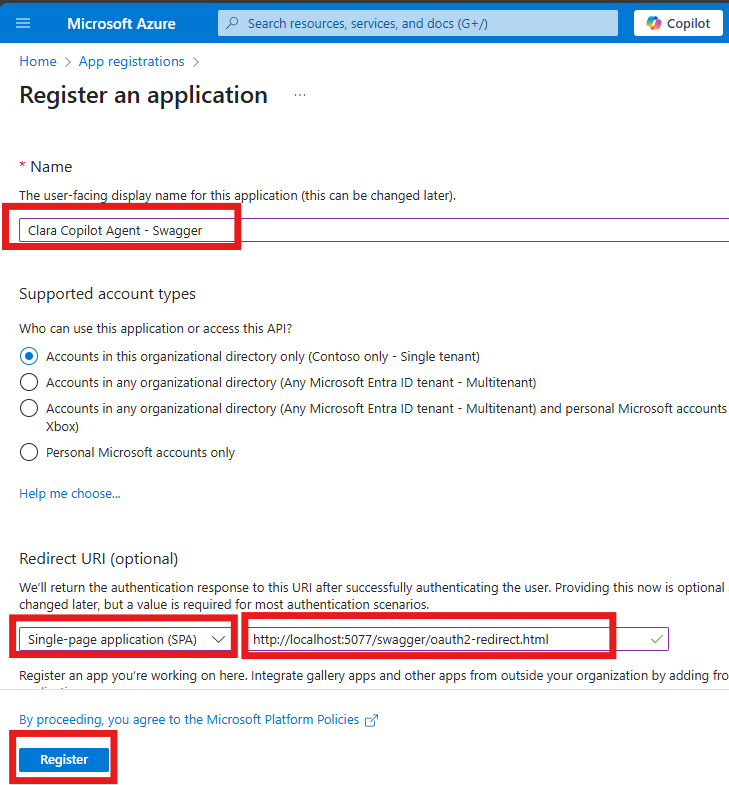 Microsoft Azure
Search resources, services, and docs (G+/)
Copilot
Home > App registrations >
Register an application ...
* Name
The user-facing display name for this application (this can be changed later).
Clara Copilot Agent - Swagger
Supported account types
Who can use this application or access this API?
Accounts in this organizational directory only (Contoso only - Single tenant)
Accounts in any organizational directory (Any Microsoft Entra ID tenant - Multitenant)
Accounts in any organizational directory (Any Microsoft Entra ID tenant - Multitenant) and personal Microsoft accounts
Xbox)
Personal Microsoft accounts only
Help me choose...
Redirect URI (optional)
We'll return the authentication response to this URI after successfully authenticating the user. Providing this now is optional
changed later, but a value is required for most authentication scenarios.
Single-page application (SPA)
http://localhost:5077/swagger/oauth2-redirect.html
Register an app you're working on here. Integrate gallery apps and other apps from outside your organization by adding fro
By proceeding, you agree to the Microsoft Platform Policies
Register